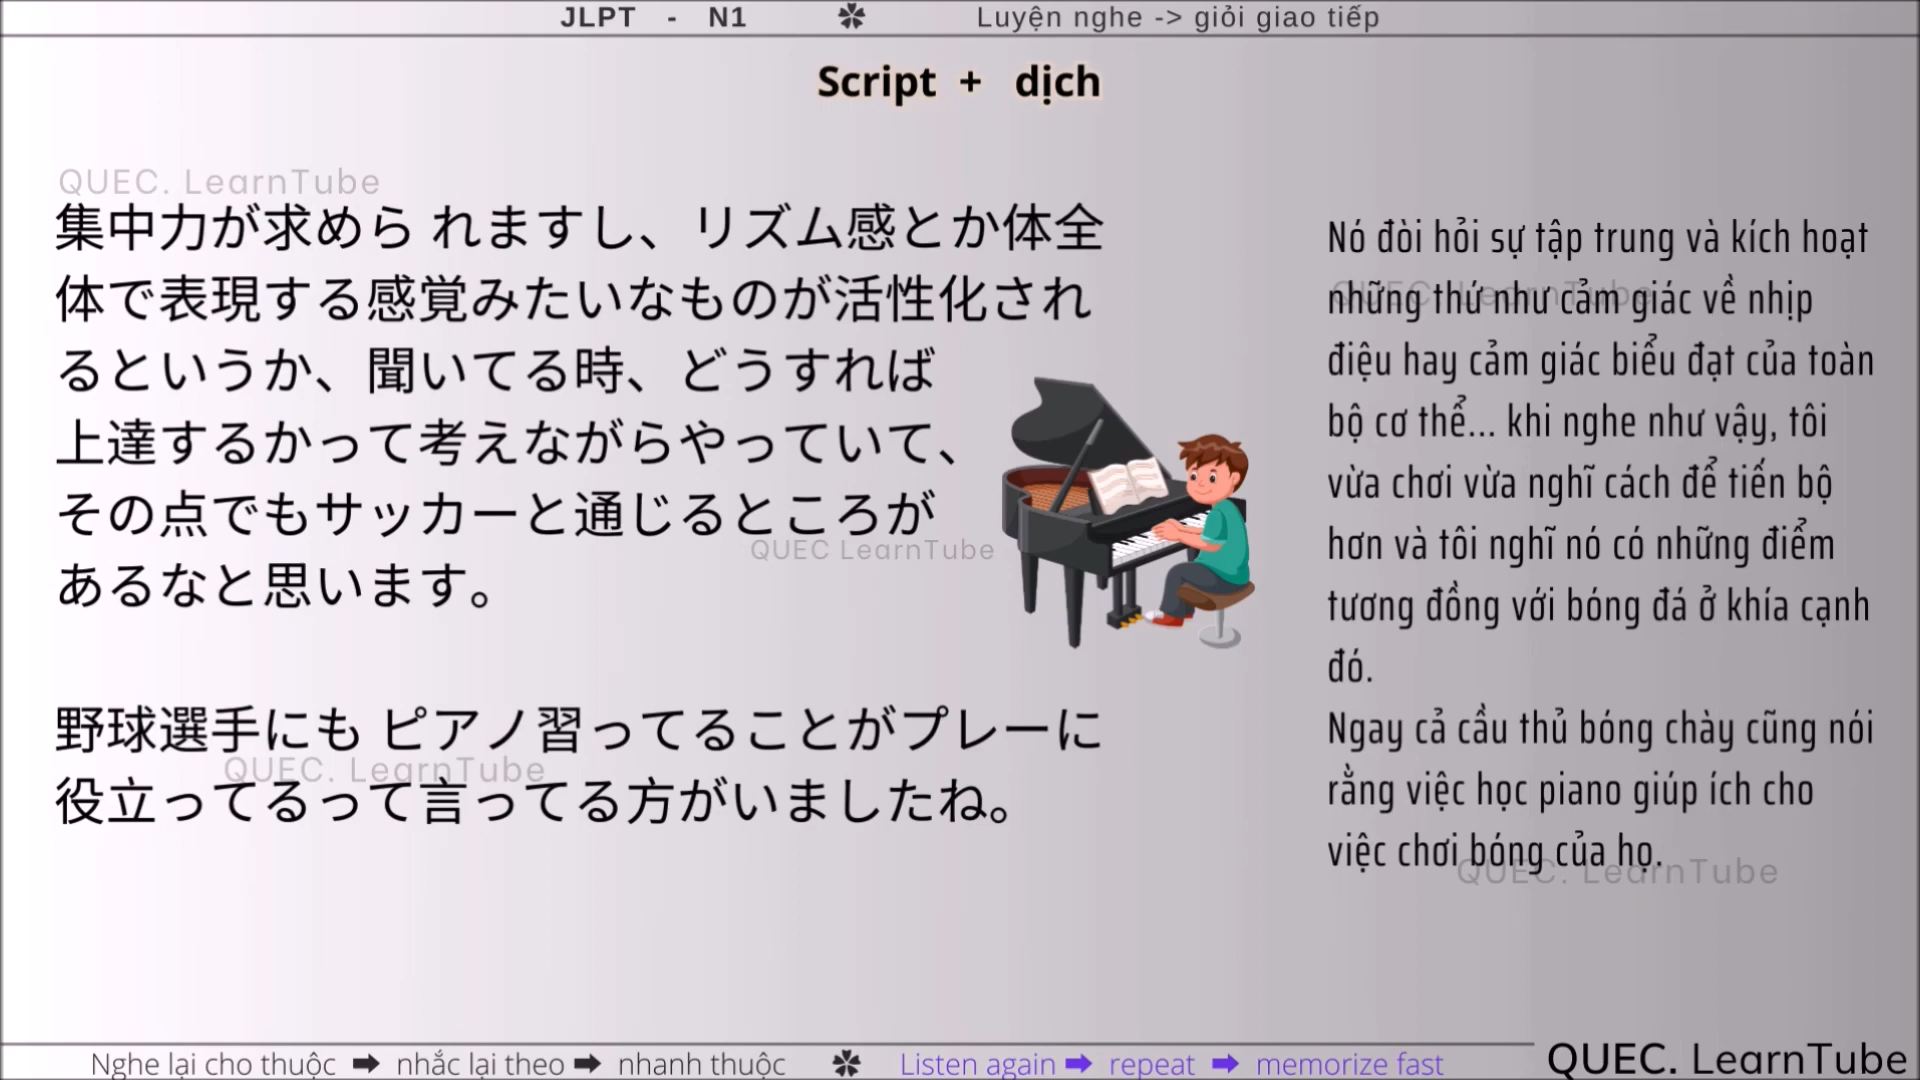 JLPT - N1 ✽ Luyện nghe -> giỏi giao tiếp
Script + dịch
QUEC. LearnTube
集中力が求めら れますし、リズム感とか体全
体で表現する感覚みたいなものが活性化され
るというか、聞いてる時、どうすれば
上達するかって考えながらやっていて、
その点でもサッカーと通じるところが
QUEC LearnTube
あるなと思います。
野球選手にも ピアノ習ってることがプレーに
QUEC. LearnTube
役立ってるって言ってる方がいましたね。
Nó đòi hỏi sự tập trung và kích hoạt
QUEC. LearnTube
những thứ như cảm giác về nhịp
điệu hay cảm giác biểu đạt của toàn
bộ cơ thể... khi nghe như vậy, tôi
vừa chơi vừa nghĩ cách để tiến bộ
hơn và tôi nghĩ nó có những điểm
tương đồng với bóng đá ở khía cạnh
đó.
Ngay cả cầu thủ bóng chày cũng nói
rằng việc học piano giúp ích cho
việc chơi bóng của họ.
QUEC. LearnTube
Nghe lại cho thuộc ➡ nhắc lại theo ➡ nhanh thuộc ✽ Listen again ➡ repeat ➡ memorize fast
QUEC. LearnTube